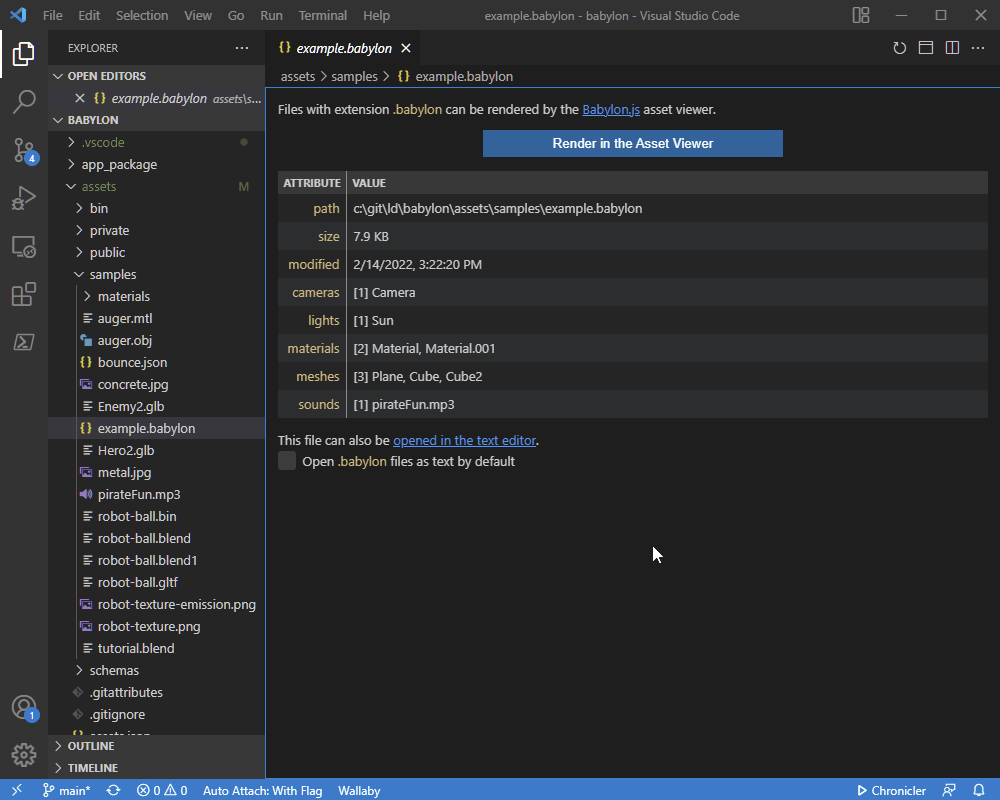 File Edit Selection View Go Run Terminal Help example.babylon - babylon - Visual Studio Code
EXPLORER
OPEN EDITORS
example.babylon assets\s...
BABYLON
.vscode
app_package
assets M
bin
private
public
samples
materials
auger.mtl
auger.obj
bounce.json
concrete.jpg
Enemy2.glb
example.babylon
Hero2.glb
metal.jpg
pirateFun.mp3
robot-ball.bin
robot-ball.blend
robot-ball.blend1
robot-ball.gltf
robot-texture-emission.png
robot-texture.png
tutorial.blend
schemas
.gitattributes
.gitignore
OUTLINE
TIMELINE
4
1
{} example.babylon
assets > samples > {} example.babylon
Files with extension .babylon can be rendered by the Babylon.js asset viewer.
Render in the Asset Viewer
ATTRIBUTE VALUE
path c:\git\ld\babylon\assets\samples\example.babylon
size 7.9 KB
modified 2/14/2022, 3:22:20 PM
cameras [1] Camera
lights [1] Sun
materials [2] Material, Material.001
meshes [3] Plane, Cube, Cube2
sounds [1] pirateFun.mp3
This file can also be opened in the text editor.
Open .babylon files as text by default
main* 0 0 Auto Attach: With Flag Wallaby Chronicler